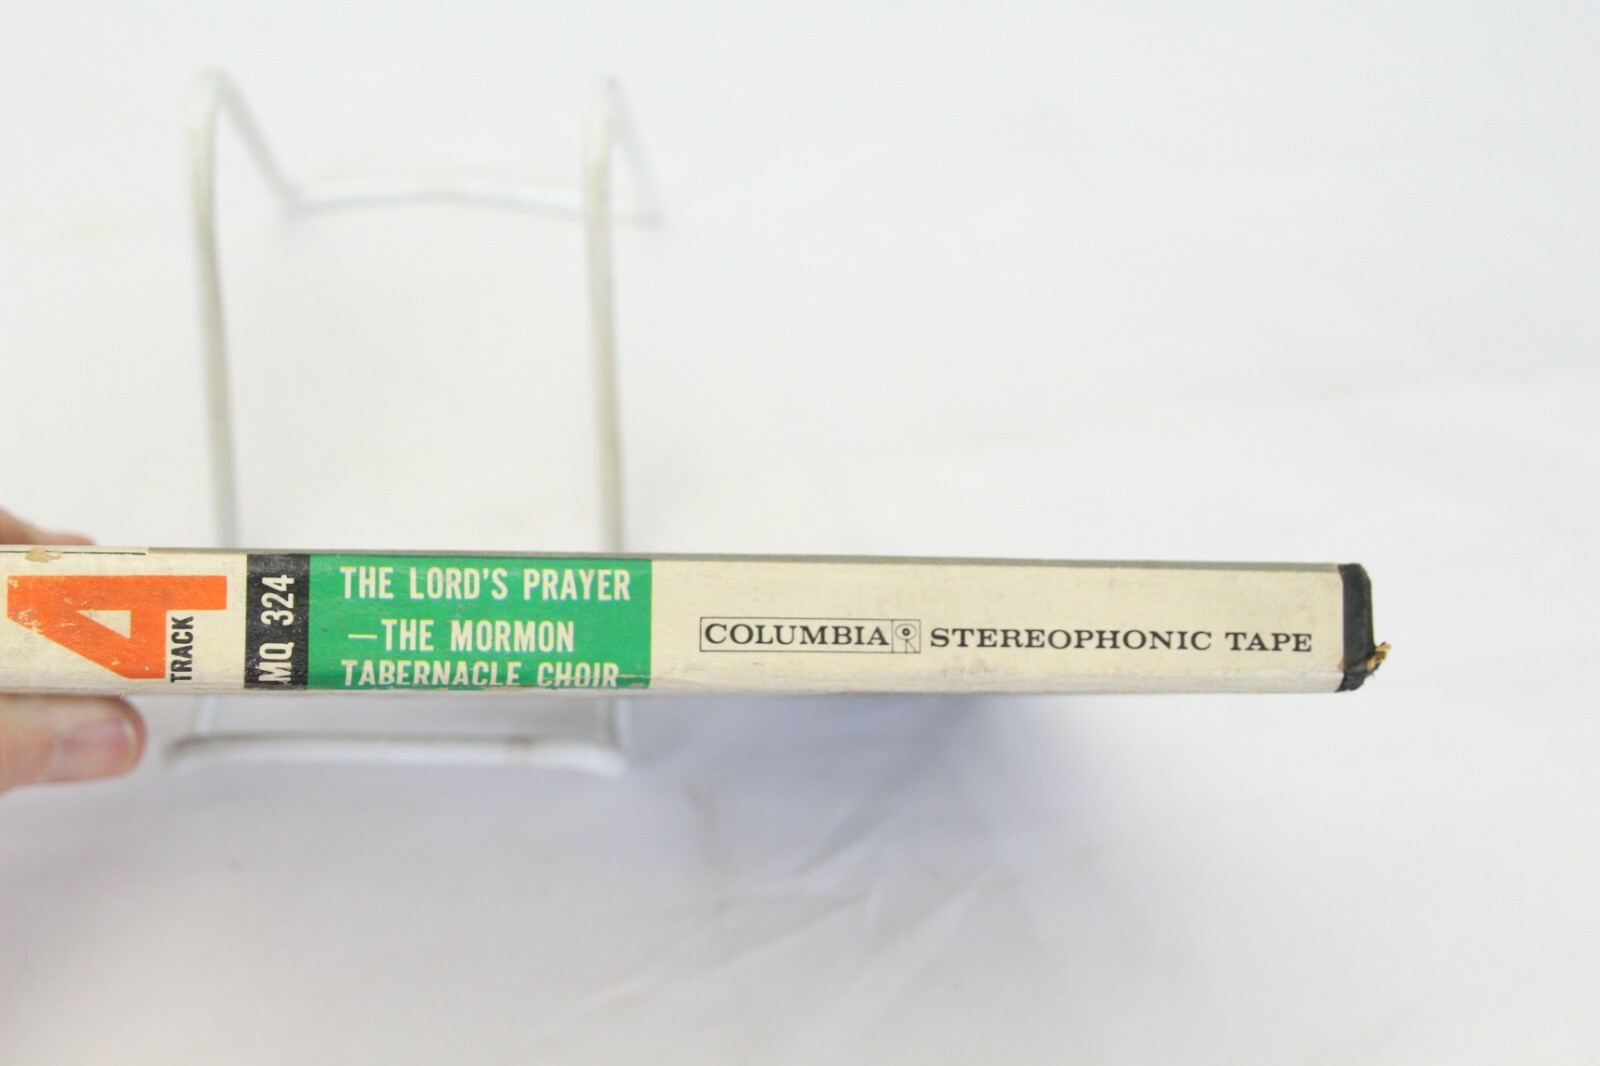 4
TRACK
MQ 324
THE LORD'S PRAYER
—THE MORMON
TABERNACLE CHOIR
COLUMBIA STEREOPHONIC TAPE